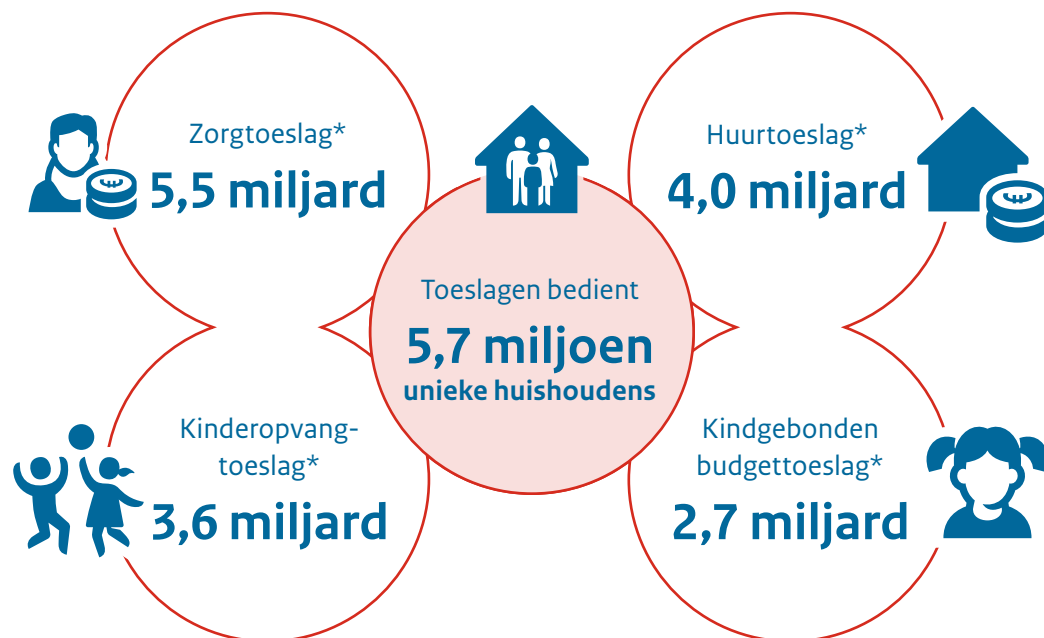 Zorgtoeslag*
5,5 miljard
Huurtoeslag*
4,0 miljard
Toeslagen bedient
5,7 miljoen
unieke huishoudens
Kinderopvang-
toeslag*
3,6 miljard
Kindgebonden
budgettoeslag*
2,7 miljard